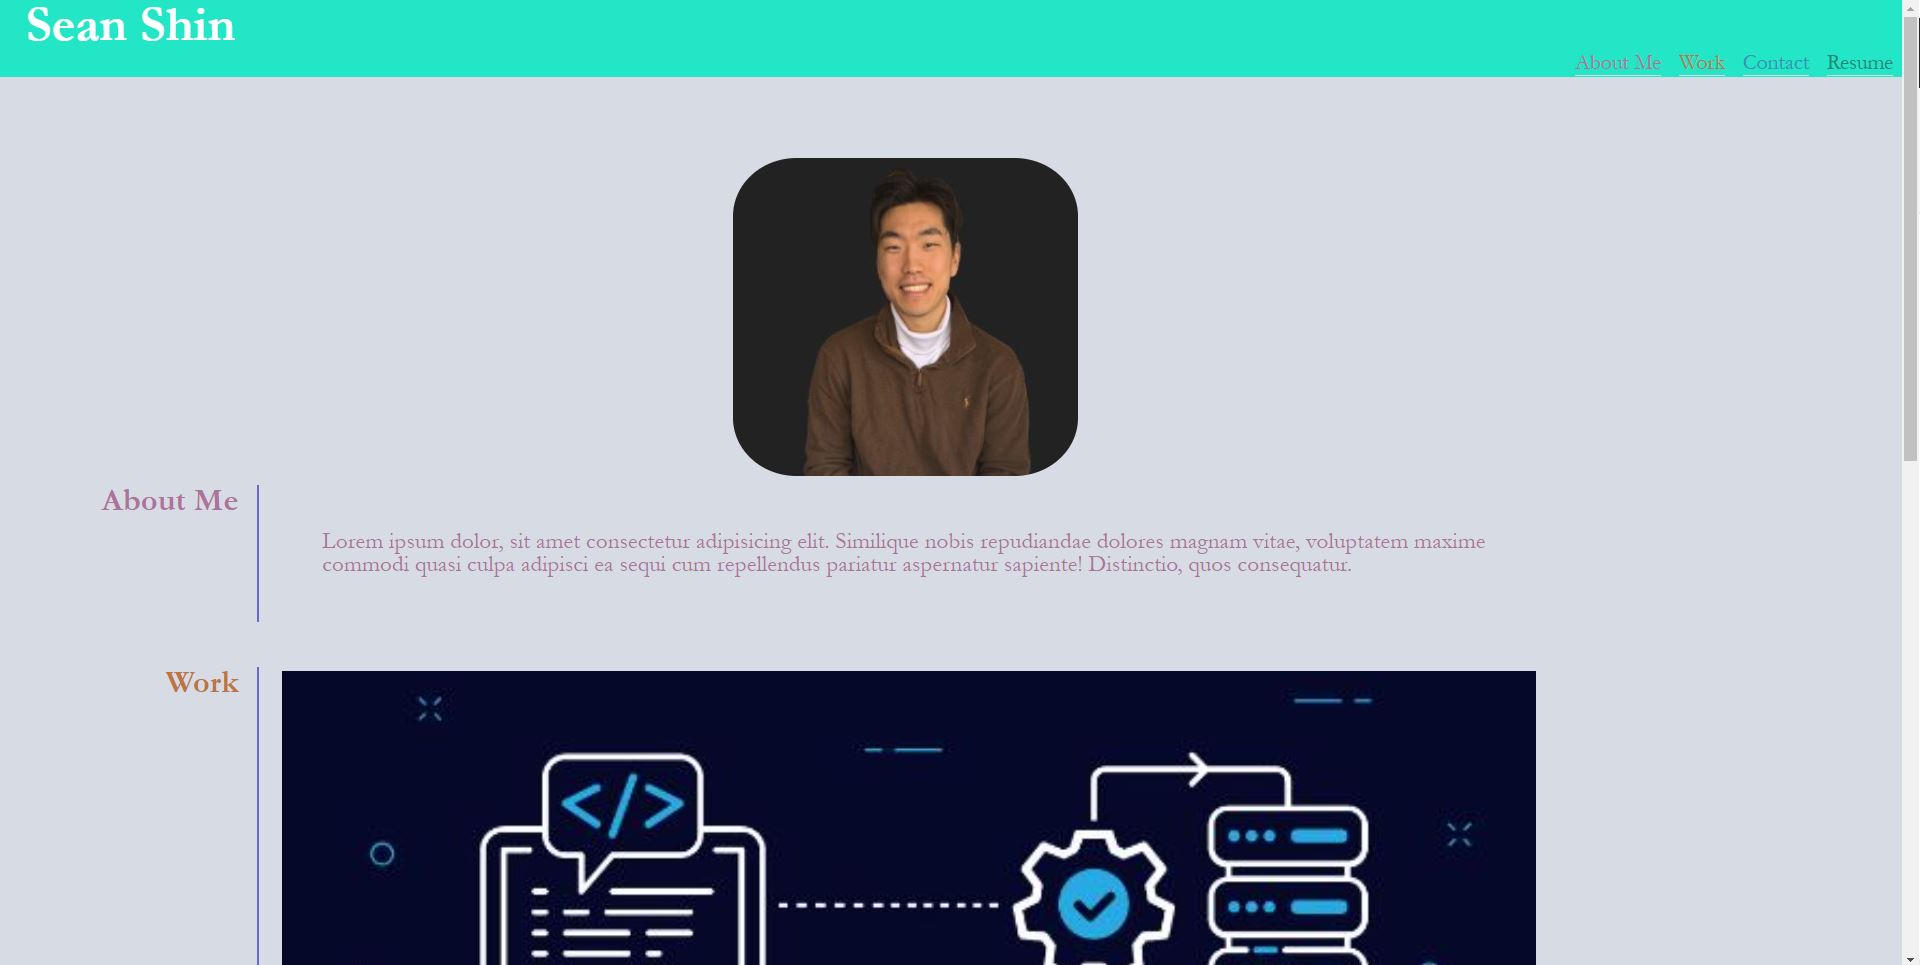 Sean Shin
About Me Work Contact Resume
About Me
Lorem ipsum dolor, sit amet consectetur adipisicing elit. Similique nobis repudiandae dolores magnam vitae, voluptatem maxime
commodi quasi culpa adipisci ea sequi cum repellendus pariatur aspernatur sapiente! Distinctio, quos consequatur.
Work
</>